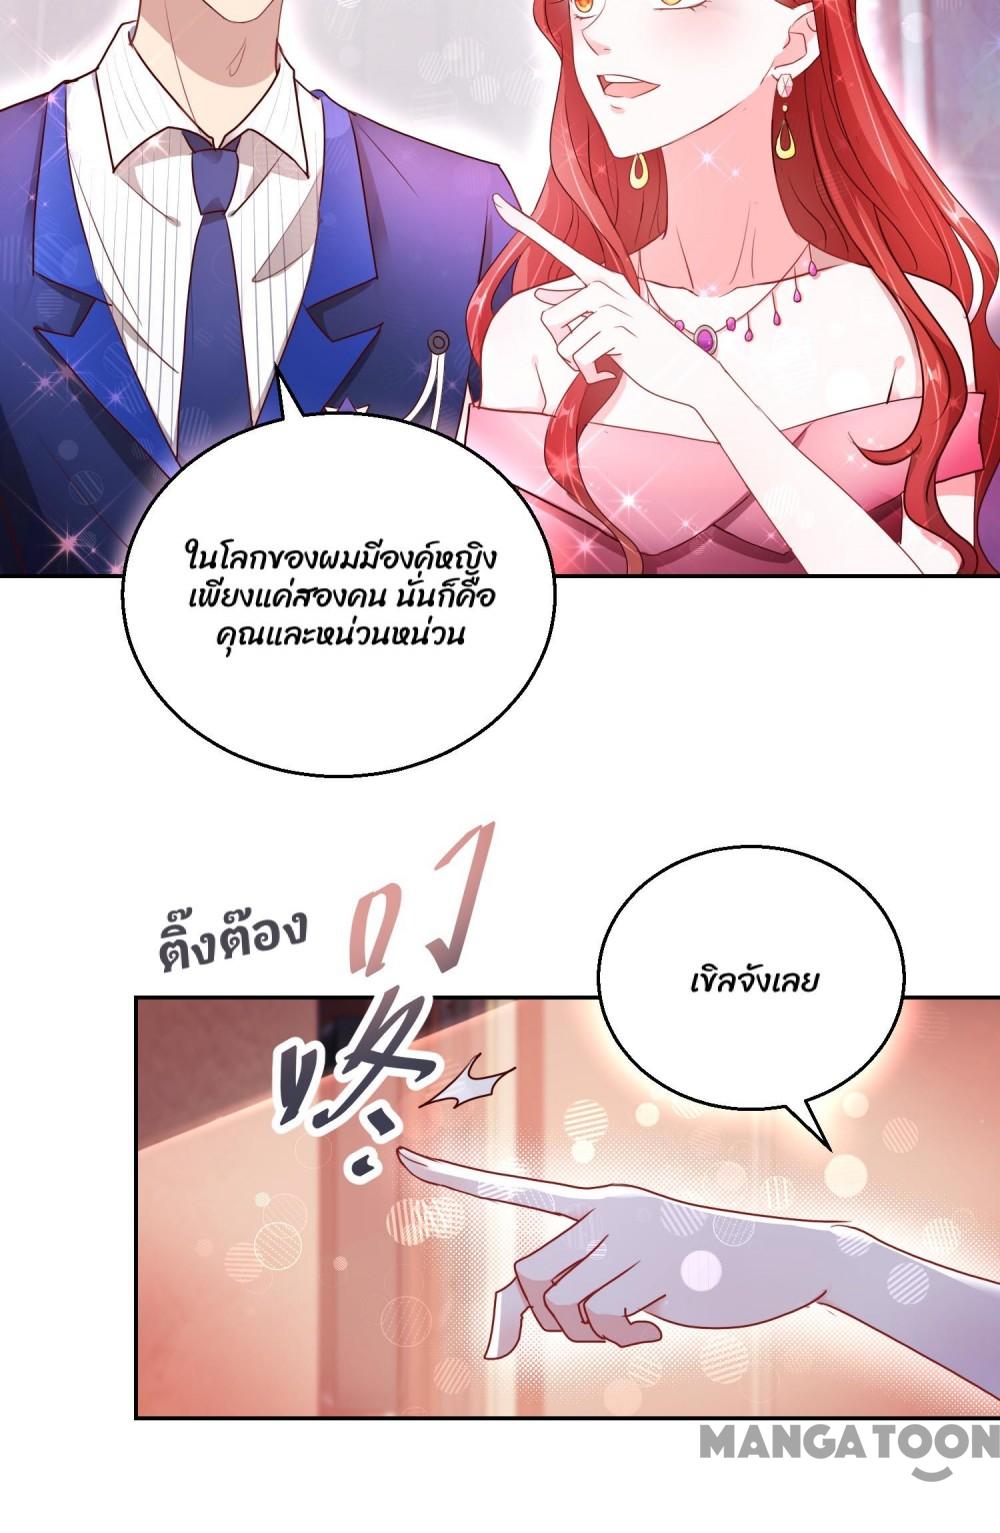 ในโลกของผมมีองค์หญิง
เพียงแค่สองคน นั่นก็คือ
คุณและหน่วนหน่วน
ติ๊งต๊อง
叮
咚
เขิลจังเลย
MANGATOON